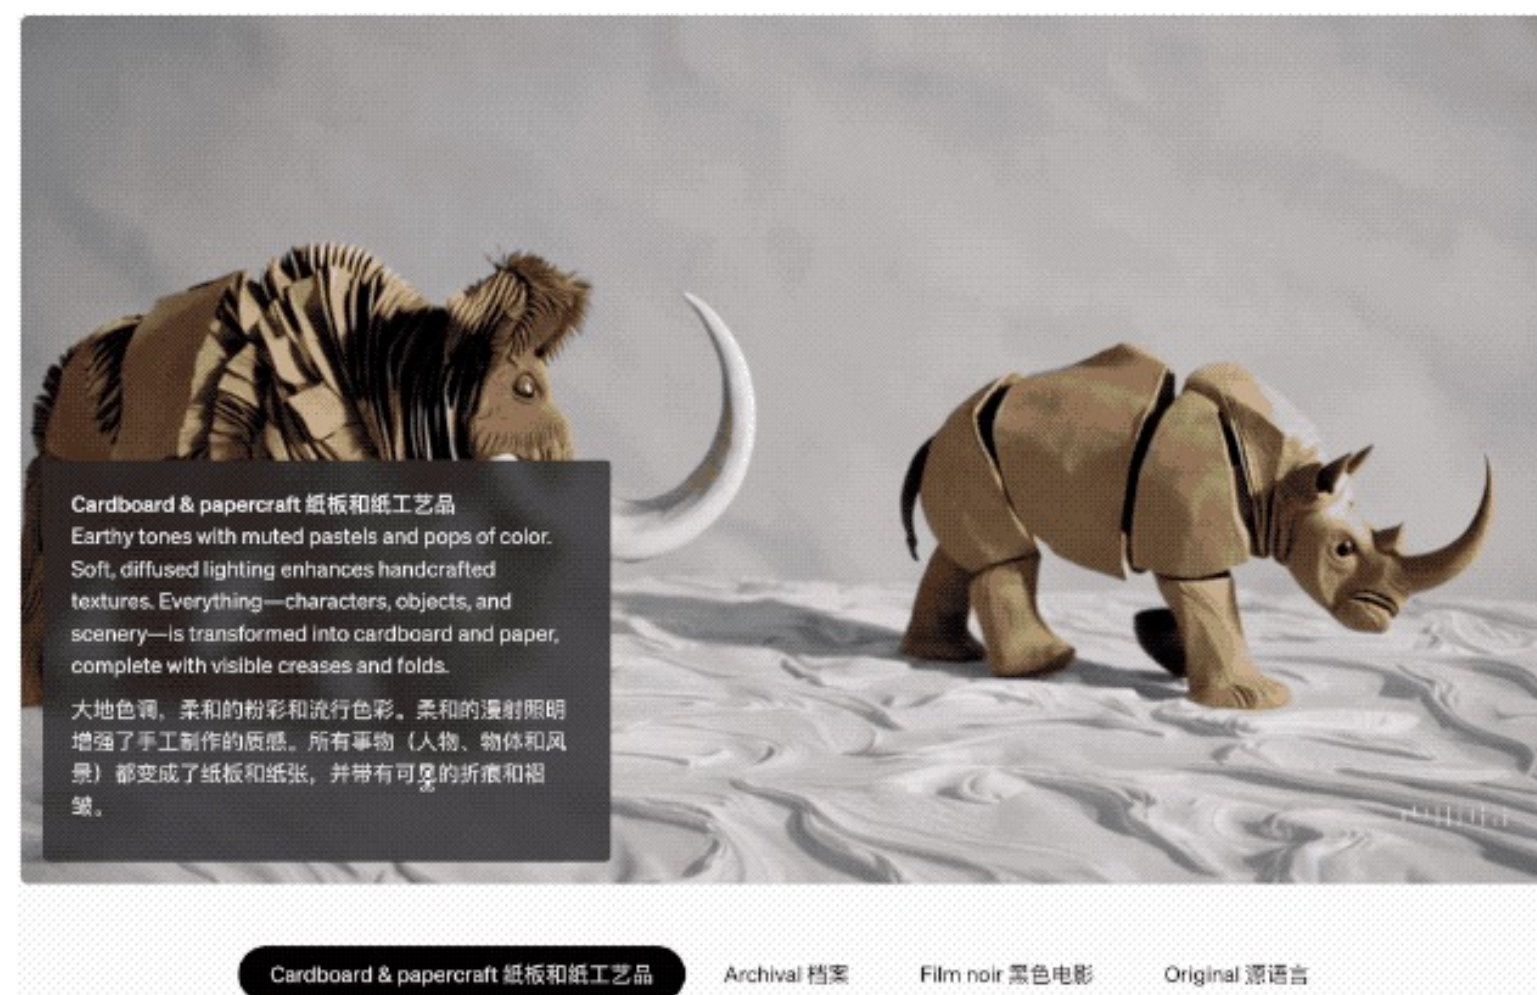 Cardboard & papercraft 纸板和纸工艺品
Earthy tones with muted pastels and pops of color.
Soft, diffused lighting enhances handcrafted
textures. Everything—characters, objects, and
scenery—is transformed into cardboard and paper,
complete with visible creases and folds.
大地色调，柔和的粉彩和流行色彩。柔和的漫射照明
增强了手工制作的质感。所有事物（人物、物体和风
景）都变成了纸板和纸张，并带有可见的折痕和褶
皱。
Cardboard & papercraft 纸板和纸工艺品
Archival 档案
Film noir 黑色电影
Original 源语言